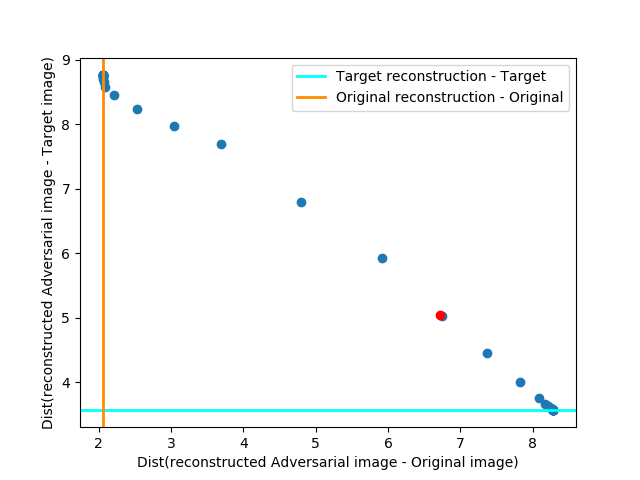 9
8
7
6
5
4
Dist(reconstructed Adversarial image - Target image)
Target reconstruction - Target
Original reconstruction - Original
2 3 4 5 6 7 8
Dist(reconstructed Adversarial image - Original image)